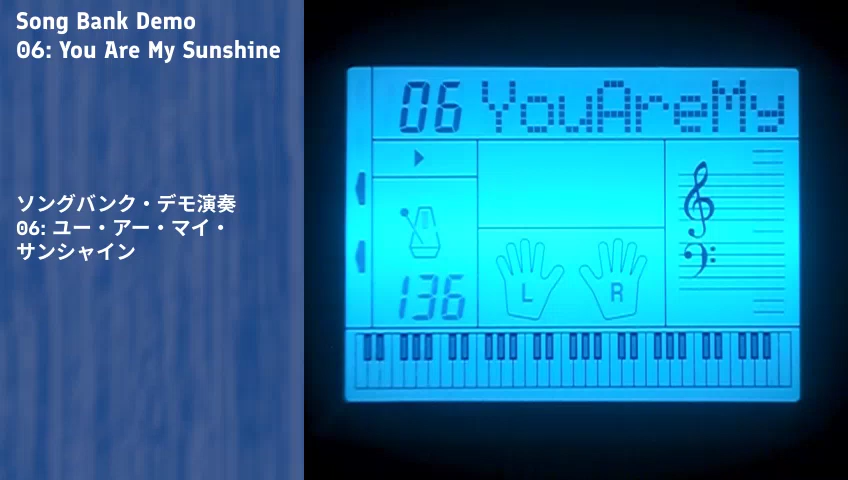 Song Bank Demo
06: You Are My Sunshine
ソングバンク・デモ演奏
06: ユー・アー・マイ・
サンシャイン
06 YouAreMy
136
L R